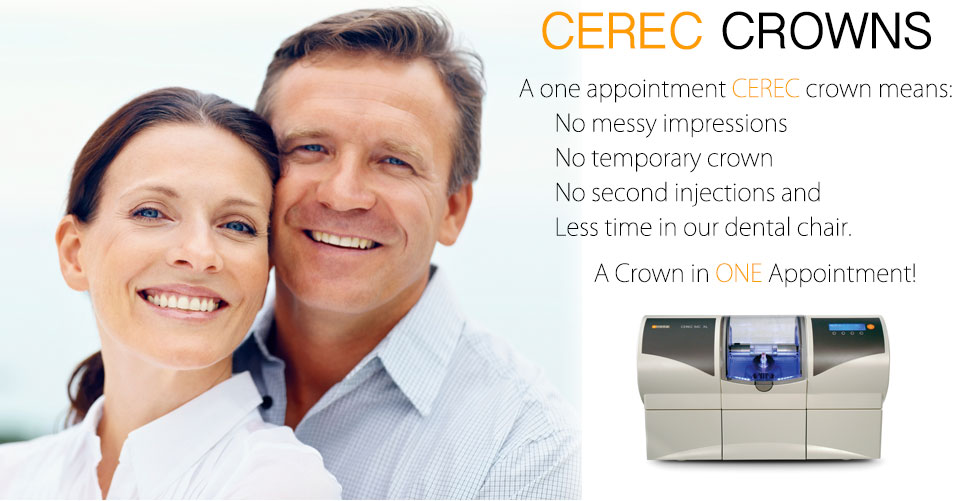 CEREC CROWNS
A one appointment CEREC crown means:
No messy impressions
No temporary crown
No second injections and
Less time in our dental chair.
A Crown in ONE Appointment!